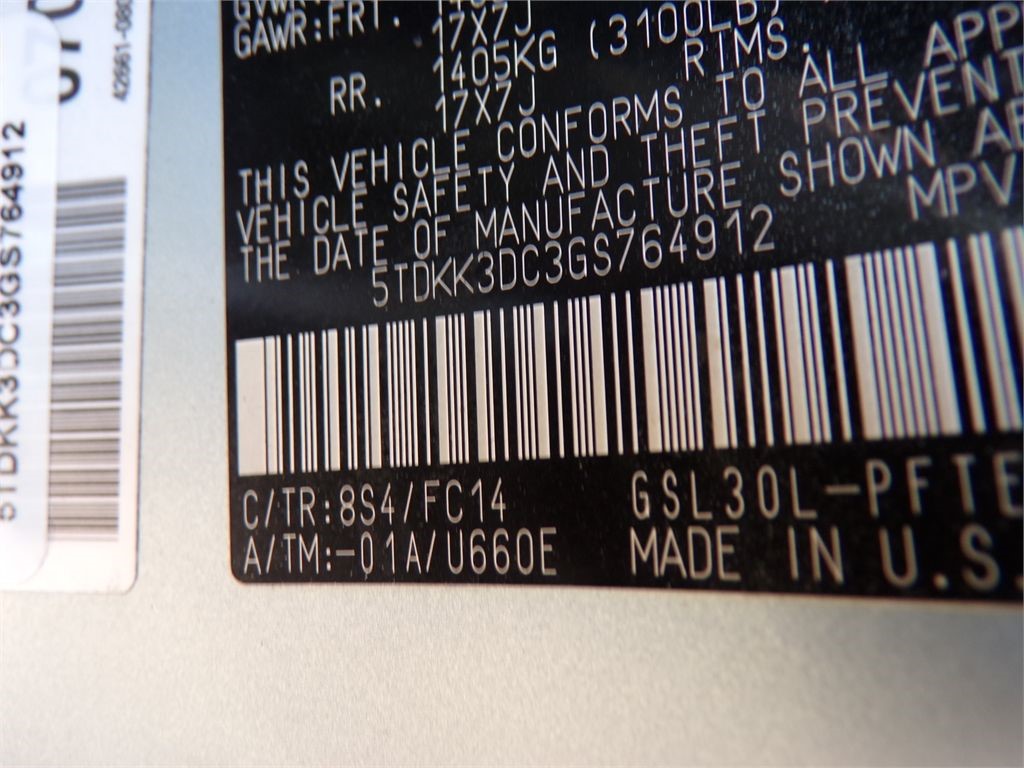 GAWR:FRT.
17X7J
1405KG (3100LB)
RR. 17X7J RIMS.
THIS VEHICLE CONFORMS TO ALL APP
VEHICLE SAFETY AND THEFT PREVENT
THE DATE OF MANUFACTURE SHOWN AB
5TDKK3DC3GS764912 MPV
C/TR:8S4/FC14 GSL30L-PFTE
A/TM:-01A/U660E MADE IN U.S.
5TDKK3DC3GS764912
42661-080